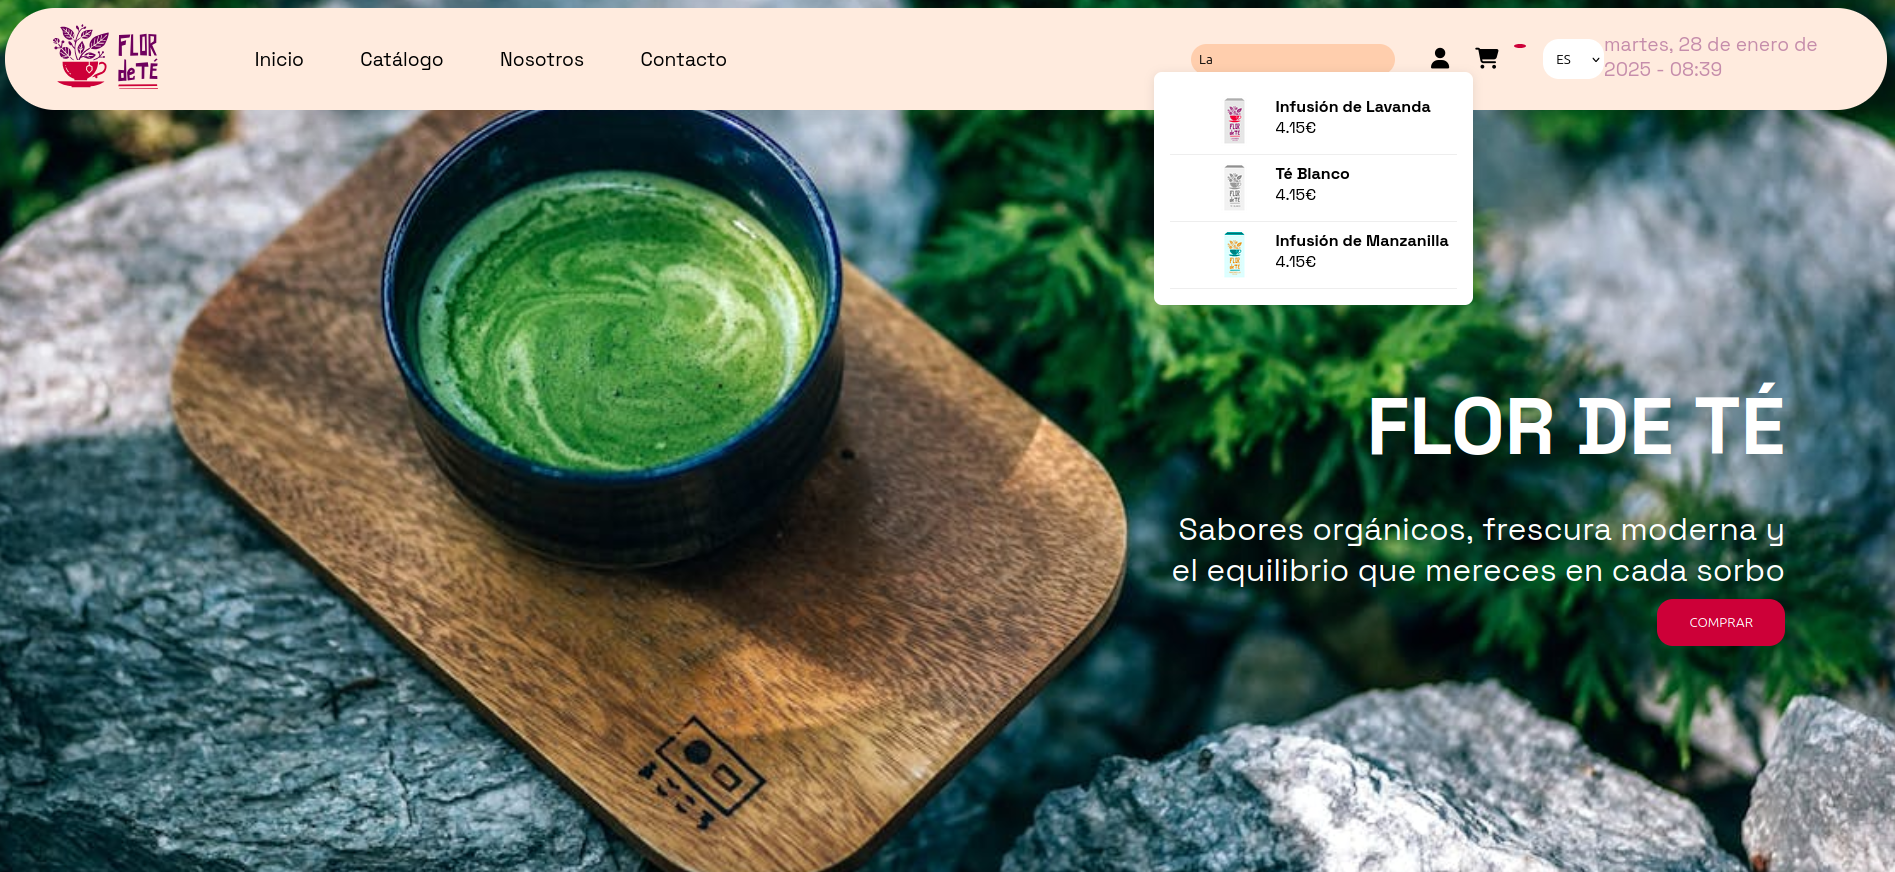 FLOR
de TÉ
Inicio
Catálogo
Nosotros
Contacto
La
ES
martes, 28 de enero de
2025 - 08:39
Infusión de Lavanda
4.15€
Té Blanco
4.15€
Infusión de Manzanilla
4.15€
FLOR DE TÉ
Sabores orgánicos, frescura moderna y
el equilibrio que mereces en cada sorbo
COMPRAR